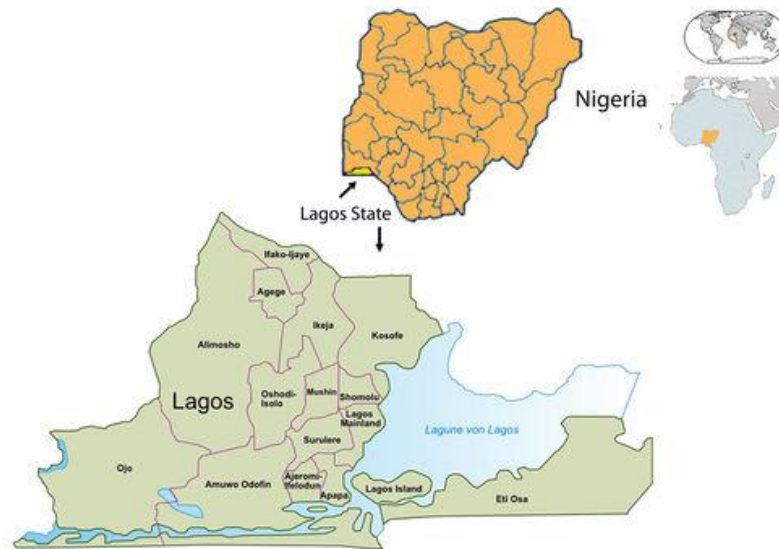 Nigeria
Lagos State
Ifako-Ijaye
Agege
Ikeja
Kosofe
Alimosho
Lagos
Oshodi-
Isolo
Mushin
Shomolu
Lagos
Mainland
Surulere
Lagune von Lagos
Ojo
Amuwo Odofin
Ajeromi-
Ifelodun
Apapa
Lagos Island
Eti Osa